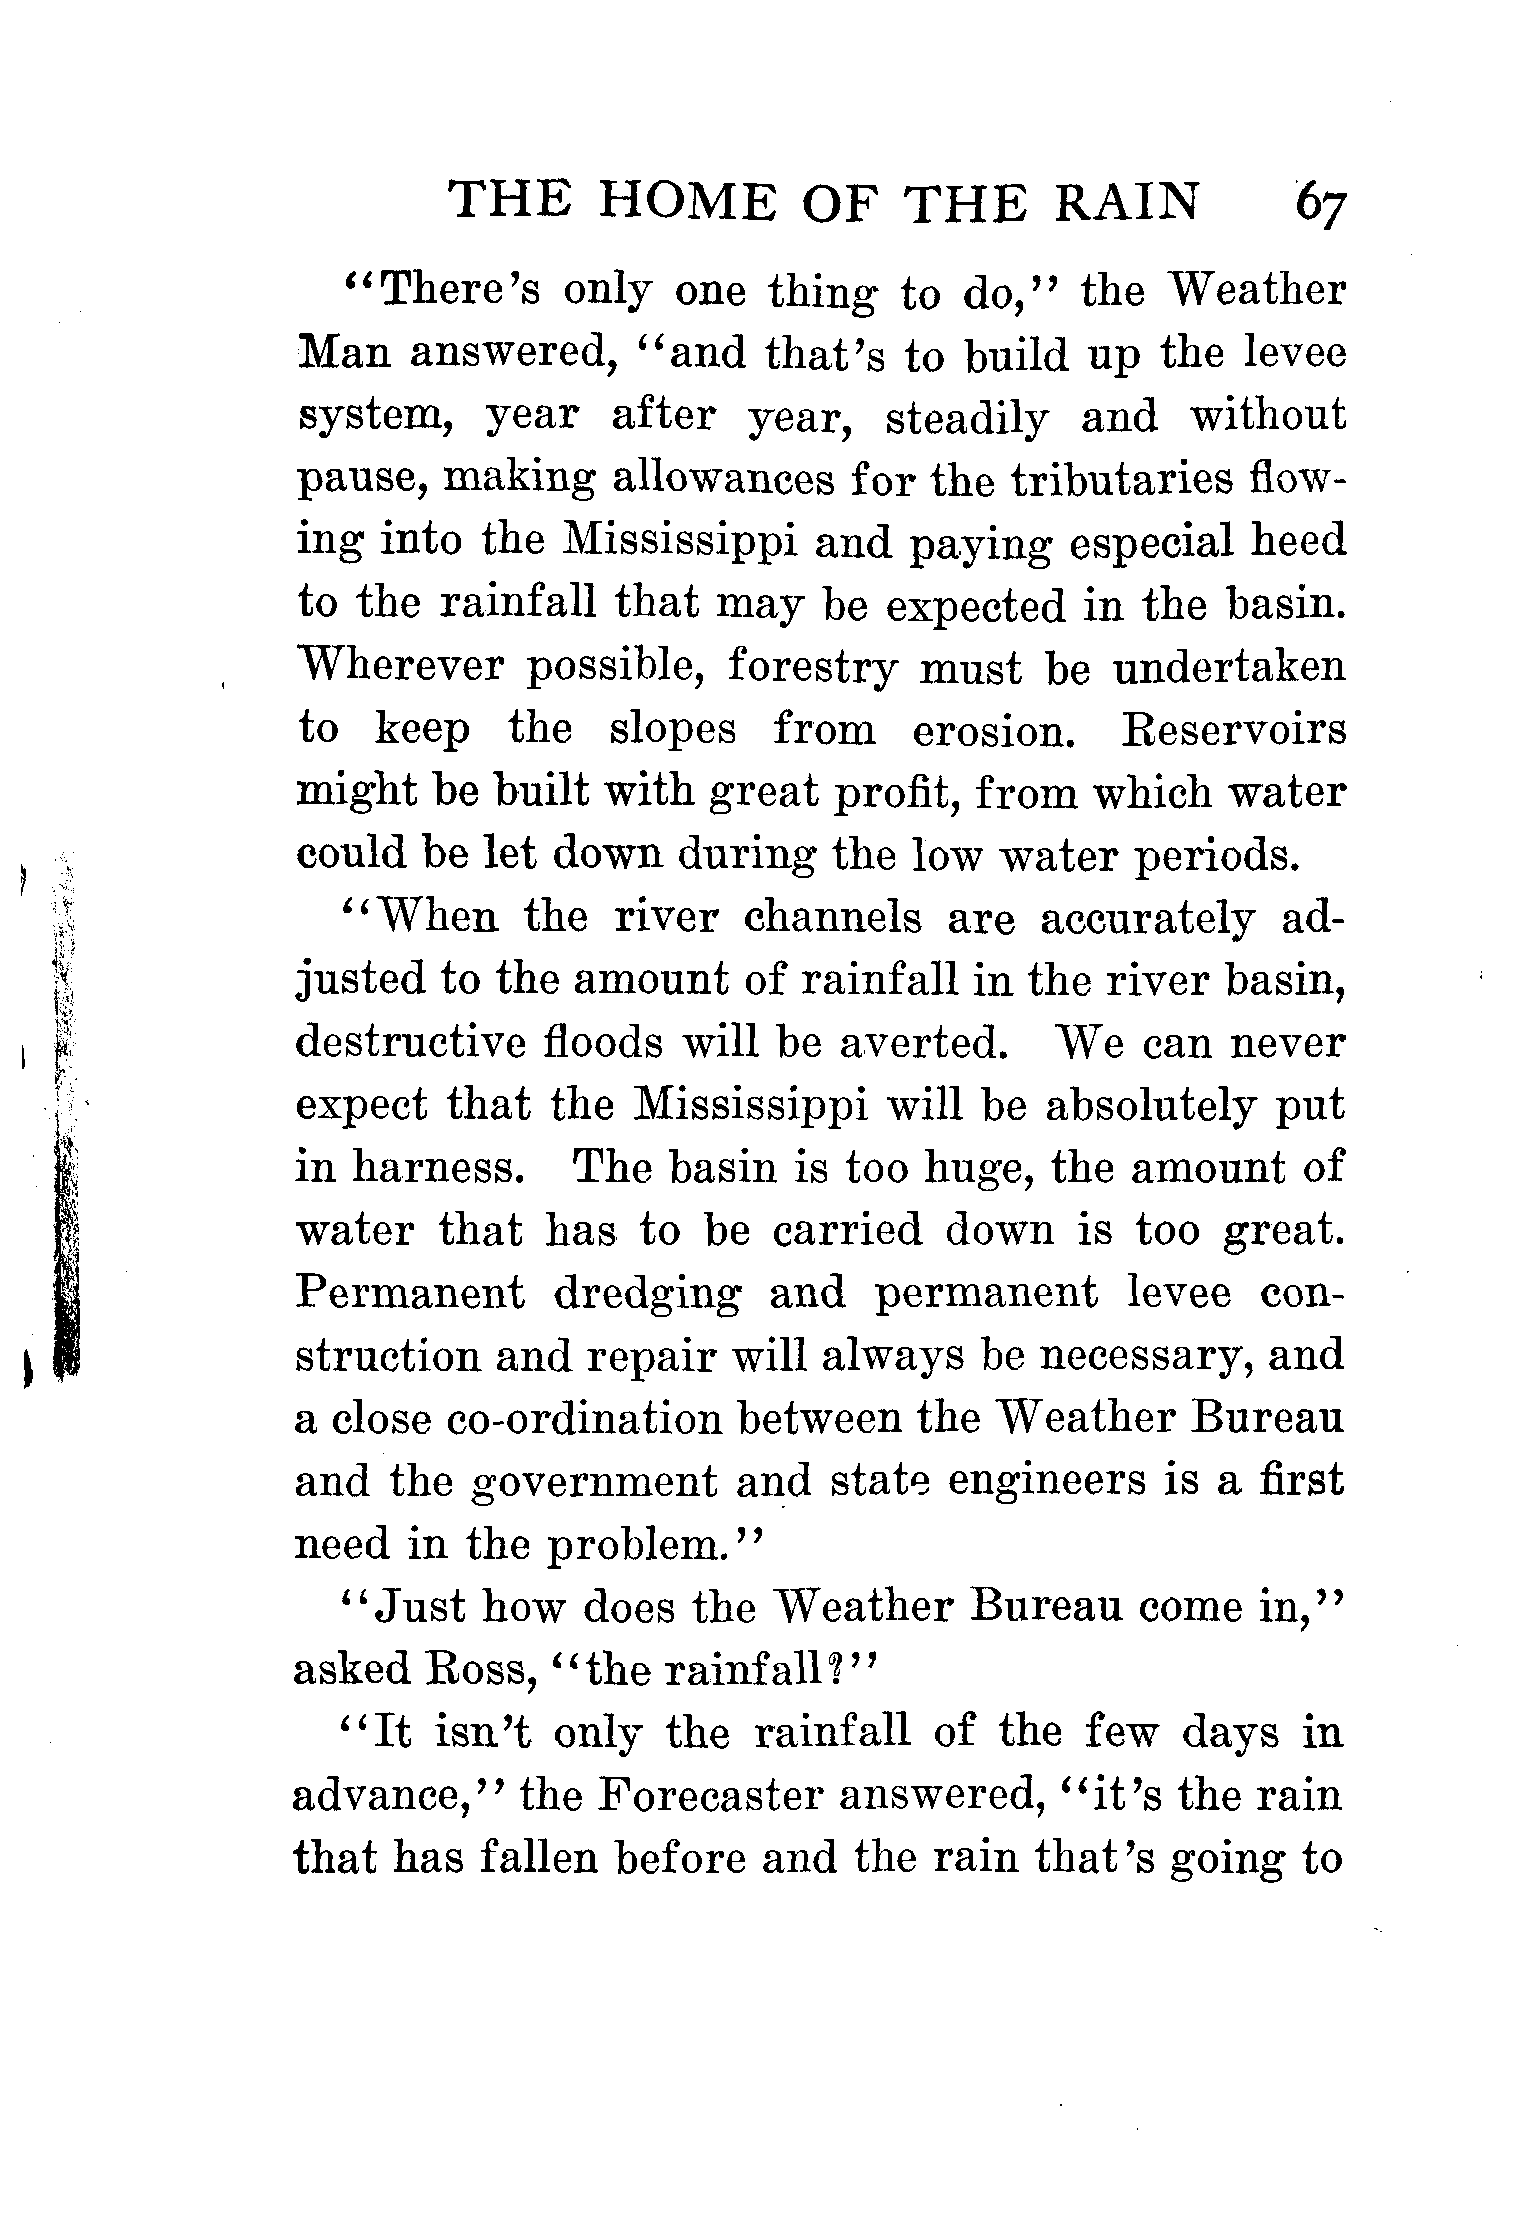 THE HOME OF THE RAIN 67
"There's only one thing to do," the Weather
Man answered, "and that's to build up the levee
system, year after year, steadily and without
pause, making allowances for the tributaries flow-
ing into the Mississippi and paying especial heed
to the rainfall that may be expected in the basin.
Wherever possible, forestry must be undertaken
to keep the slopes from erosion. Reservoirs
might be built with great profit, from which water
could be let down during the low water periods.
"When the river channels are accurately ad-
justed to the amount of rainfall in the river basin,
destructive floods will be averted. We can never
expect that the Mississippi will be absolutely put
in harness. The basin is too huge, the amount of
water that has to be carried down is too great.
Permanent dredging and permanent levee con-
struction and repair will always be necessary, and
a close co-ordination between the Weather Bureau
and the government and state engineers is a first
need in the problem."
"Just how does the Weather Bureau come in,"
asked Ross, "the rainfall?"
"It isn't only the rainfall of the few days in
advance," the Forecaster answered, "it's the rain
that has fallen before and the rain that's going to